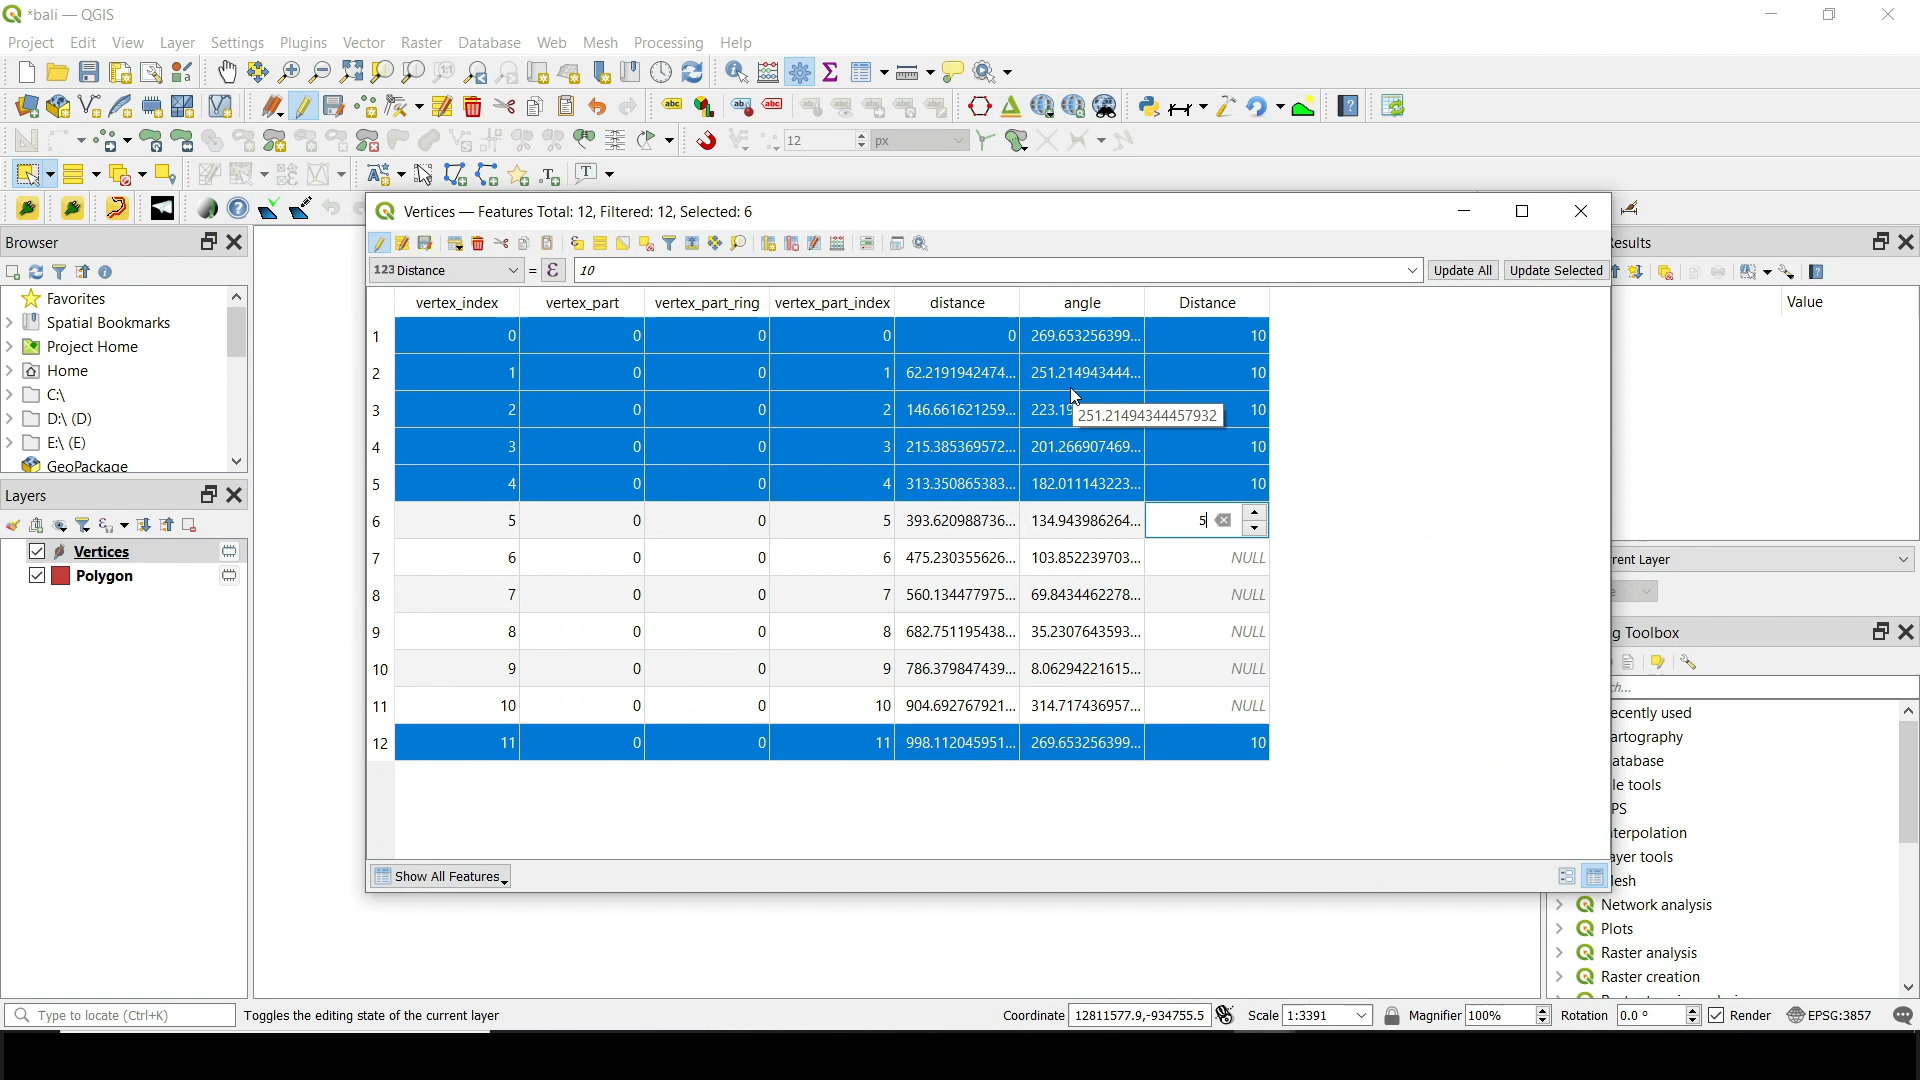 *bali — QGIS
Project Edit View Layer Settings Plugins Vector Raster Database Web Mesh Processing Help
12 px
Vertices — Features Total: 12, Filtered: 12, Selected: 6
123 Distance = ε 10 Update All Update Selected
Browser
Favorites
Spatial Bookmarks
Project Home
Home
C:\
D:\ (D)
E:\ (E)
GeoPackage
Layers
Vertices
Polygon
vertex_index vertex_part vertex_part_ring vertex_part_index distance angle Distance
1 0 0 0 0 0 269.653256399... 10
2 1 0 0 1 62.2191942474... 251.214943444... 10
3 2 0 0 2 146.661621259... 223.19 10
251.21494344457932
4 3 0 0 3 215.385369572... 201.266907469... 10
5 4 0 0 4 313.350865383... 182.011143223... 10
6 5 0 0 5 393.620988736... 134.943986264... 5
7 6 0 0 6 475.230355626... 103.852239703... NULL
8 7 0 0 7 560.134477975... 69.8434462278... NULL
9 8 0 0 8 682.751195438... 35.2307643593... NULL
10 9 0 0 9 786.379847439... 8.06294221615... NULL
11 10 0 0 10 904.692767921... 314.717436957... NULL
12 11 0 0 11 998.112045951... 269.653256399... 10
Show All Features
esults
Value
rent Layer
g Toolbox
ch...
ecently used
artography
atabase
le tools
PS
terpolation
ayer tools
lesh
Network analysis
Plots
Raster analysis
Raster creation
Type to locate (Ctrl+K) Toggles the editing state of the current layer Coordinate 12811577.9,-934755.5 Scale 1:3391 Magnifier 100% Rotation 0.0 ° Render EPSG:3857